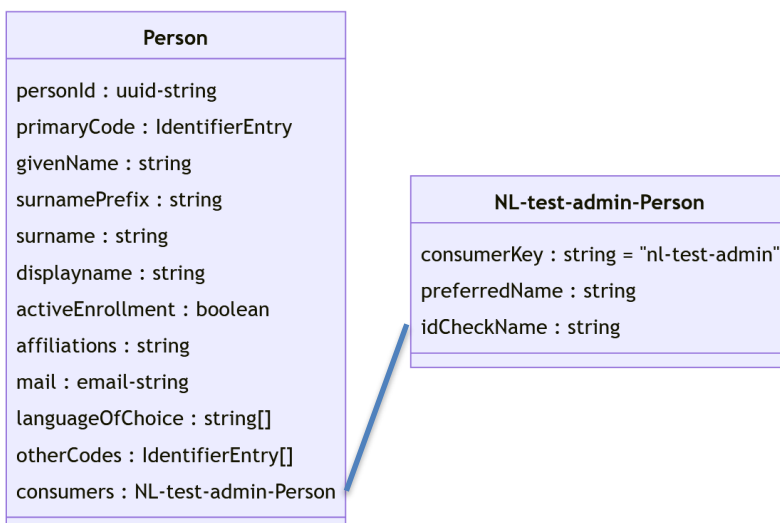 Person
personId : uuid-string
primaryCode : IdentifierEntry
givenName : string
surnamePrefix : string
surname : string
displayname : string
activeEnrollment : boolean
affiliations : string
mail : email-string
languageOfChoice : string[]
otherCodes : IdentifierEntry[]
consumers : NL-test-admin-Person
NL-test-admin-Person
consumerKey : string = "nl-test-admin"
preferredName : string
idCheckName : string